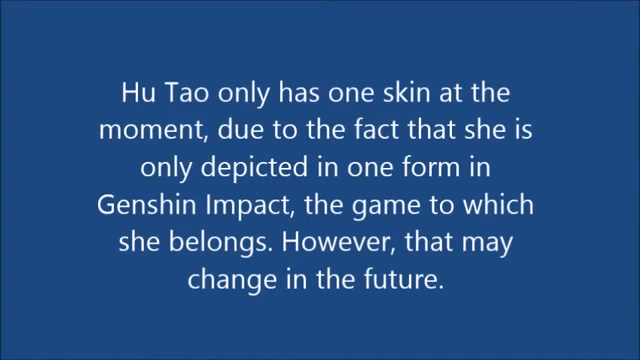 Hu Tao only has one skin at the
moment, due to the fact that she is
only depicted in one form in
Genshin Impact, the game to which
she belongs. However, that may
change in the future.